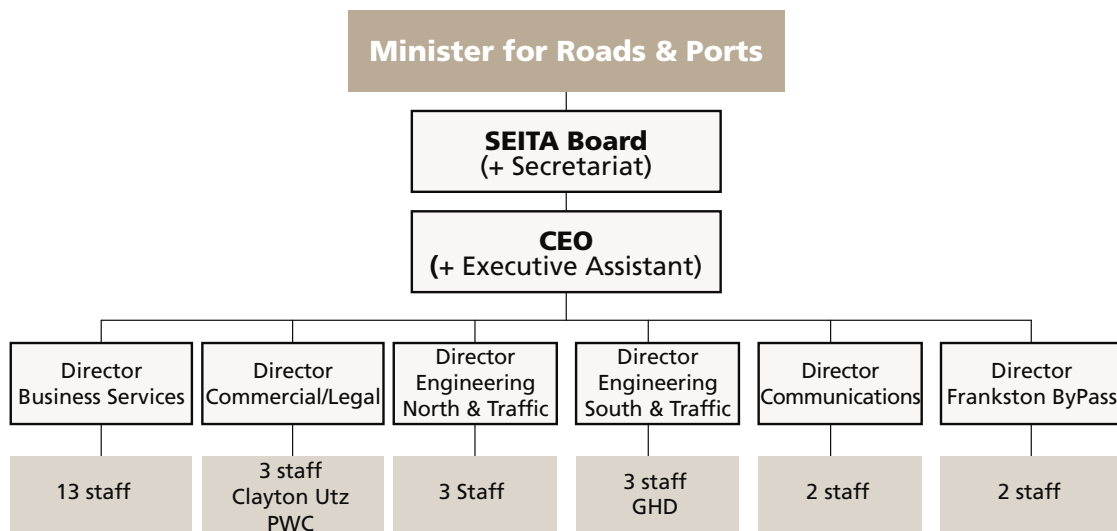 Minister for Roads & Ports
SEITA Board
(+ Secretariat)
CEO
(+ Executive Assistant)
Director
Business Services
Director
Commercial/Legal
Director
Engineering
North & Traffic
Director
Engineering
South & Traffic
Director
Communications
Director
Frankston ByPass
13 staff
3 staff
Clayton Utz
PWC
3 Staff
3 staff
GHD
2 staff
2 staff